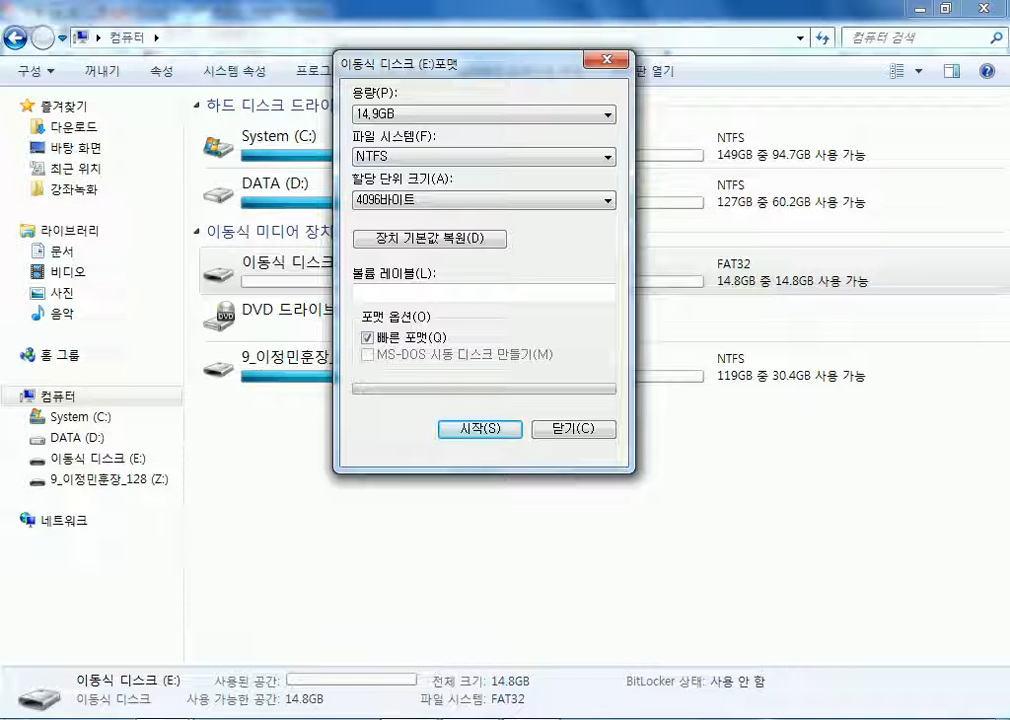 컴퓨터
컴퓨터 검색
구성
꺼내기
속성
시스템 속성
프로그
판 열기
즐겨찾기
다운로드
바탕 화면
최근 위치
강좌녹화
라이브러리
문서
비디오
사진
음악
홈 그룹
컴퓨터
System (C:)
DATA (D:)
이동식 디스크 (E:)
9_이정민훈장_128 (Z:)
네트워크
하드 디스크 드라이
System (C:)
NTFS
149GB 중 94.7GB 사용 가능
DATA (D:)
NTFS
127GB 중 60.2GB 사용 가능
이동식 미디어 장치
이동식 디스크
FAT32
14.8GB 중 14.8GB 사용 가능
DVD 드라이브
DVD
9_이정민훈장_
NTFS
119GB 중 30.4GB 사용 가능
이동식 디스크 (E:)포맷
용량(P):
14.9GB
파일 시스템(F):
NTFS
할당 단위 크기(A):
4096바이트
장치 기본값 복원(D)
볼륨 레이블(L):
포맷 옵션(O)
빠른 포맷(Q)
MS-DOS 시동 디스크 만들기(M)
시작(S)
닫기(C)
이동식 디스크 (E:)
사용된 공간:
전체 크기: 14.8GB
BitLocker 상태: 사용 안 함
이동식 디스크
사용 가능한 공간: 14.8GB
파일 시스템: FAT32